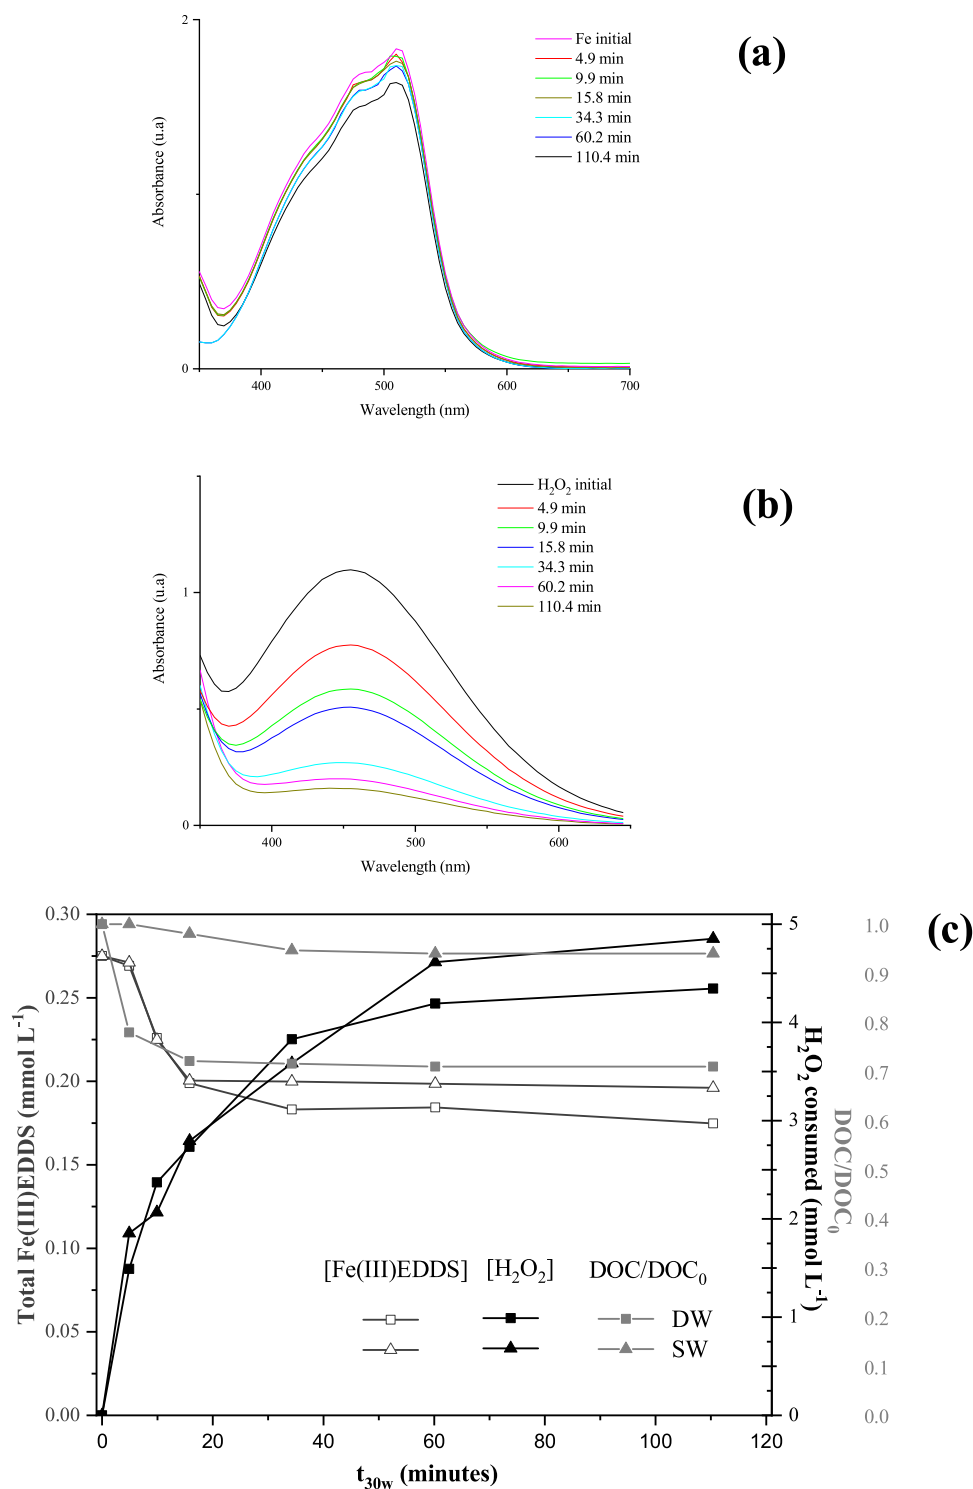 (a)
2
Fe initial
4.9 min
9.9 min
15.8 min
34.3 min
60.2 min
110.4 min
Absorbance (u.a)
0
400
500
600
700
Wavelength (nm)
(b)
H₂O₂ initial
4.9 min
9.9 min
15.8 min
34.3 min
60.2 min
110.4 min
Absorbance (u.a)
1
0
400
500
600
Wavelength (nm)
(c)
Total Fe(III)EDDS (mmol L⁻¹)
0.30
0.25
0.20
0.15
0.10
0.05
0.00
H₂O₂ consumed (mmol L⁻¹)
5
4
3
2
1
0
DOC/DOC₀
1.0
0.9
0.8
0.7
0.6
0.5
0.4
0.3
0.2
0.1
0.0
[Fe(III)EDDS] [H₂O₂] DOC/DOC₀
DW
SW
0 20 40 60 80 100 120
t₃₀w (minutes)